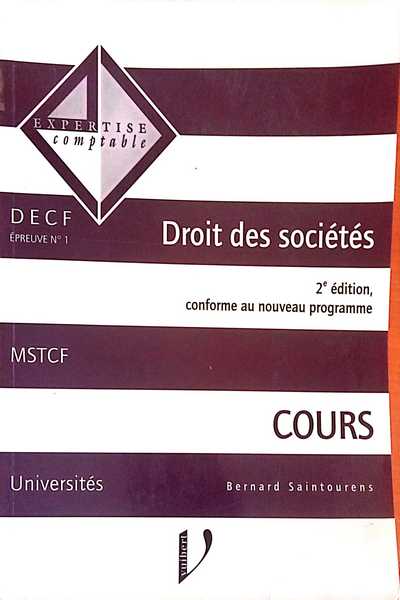 EXPERTISE
comptable
DECF
ÉPREUVE N° 1
Droit des sociétés
2e édition,
conforme au nouveau programme
MSTCF
COURS
Universités
Bernard Saintourens
vuibert